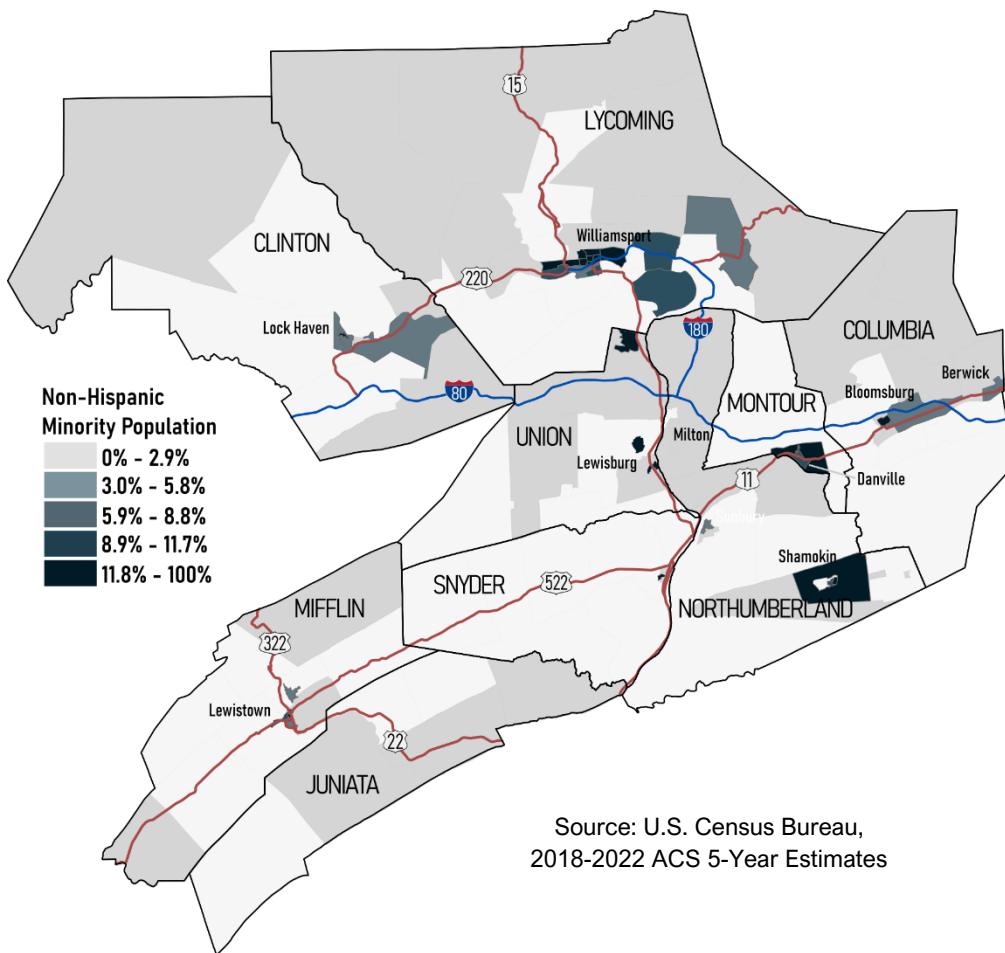 15
LYCOMING
Williamsport
CLINTON
220
Lock Haven
180
COLUMBIA
Berwick
Bloomsburg
80
MONTOUR
Non-Hispanic
Minority Population
0% - 2.9%
3.0% - 5.8%
5.9% - 8.8%
8.9% - 11.7%
11.8% - 100%
UNION
Milton
Lewisburg
11
Danville
Sunbury
Shamokin
SNYDER
522
NORTHUMBERLAND
MIFFLIN
322
Lewistown
22
JUNIATA
Source: U.S. Census Bureau,
2018-2022 ACS 5-Year Estimates